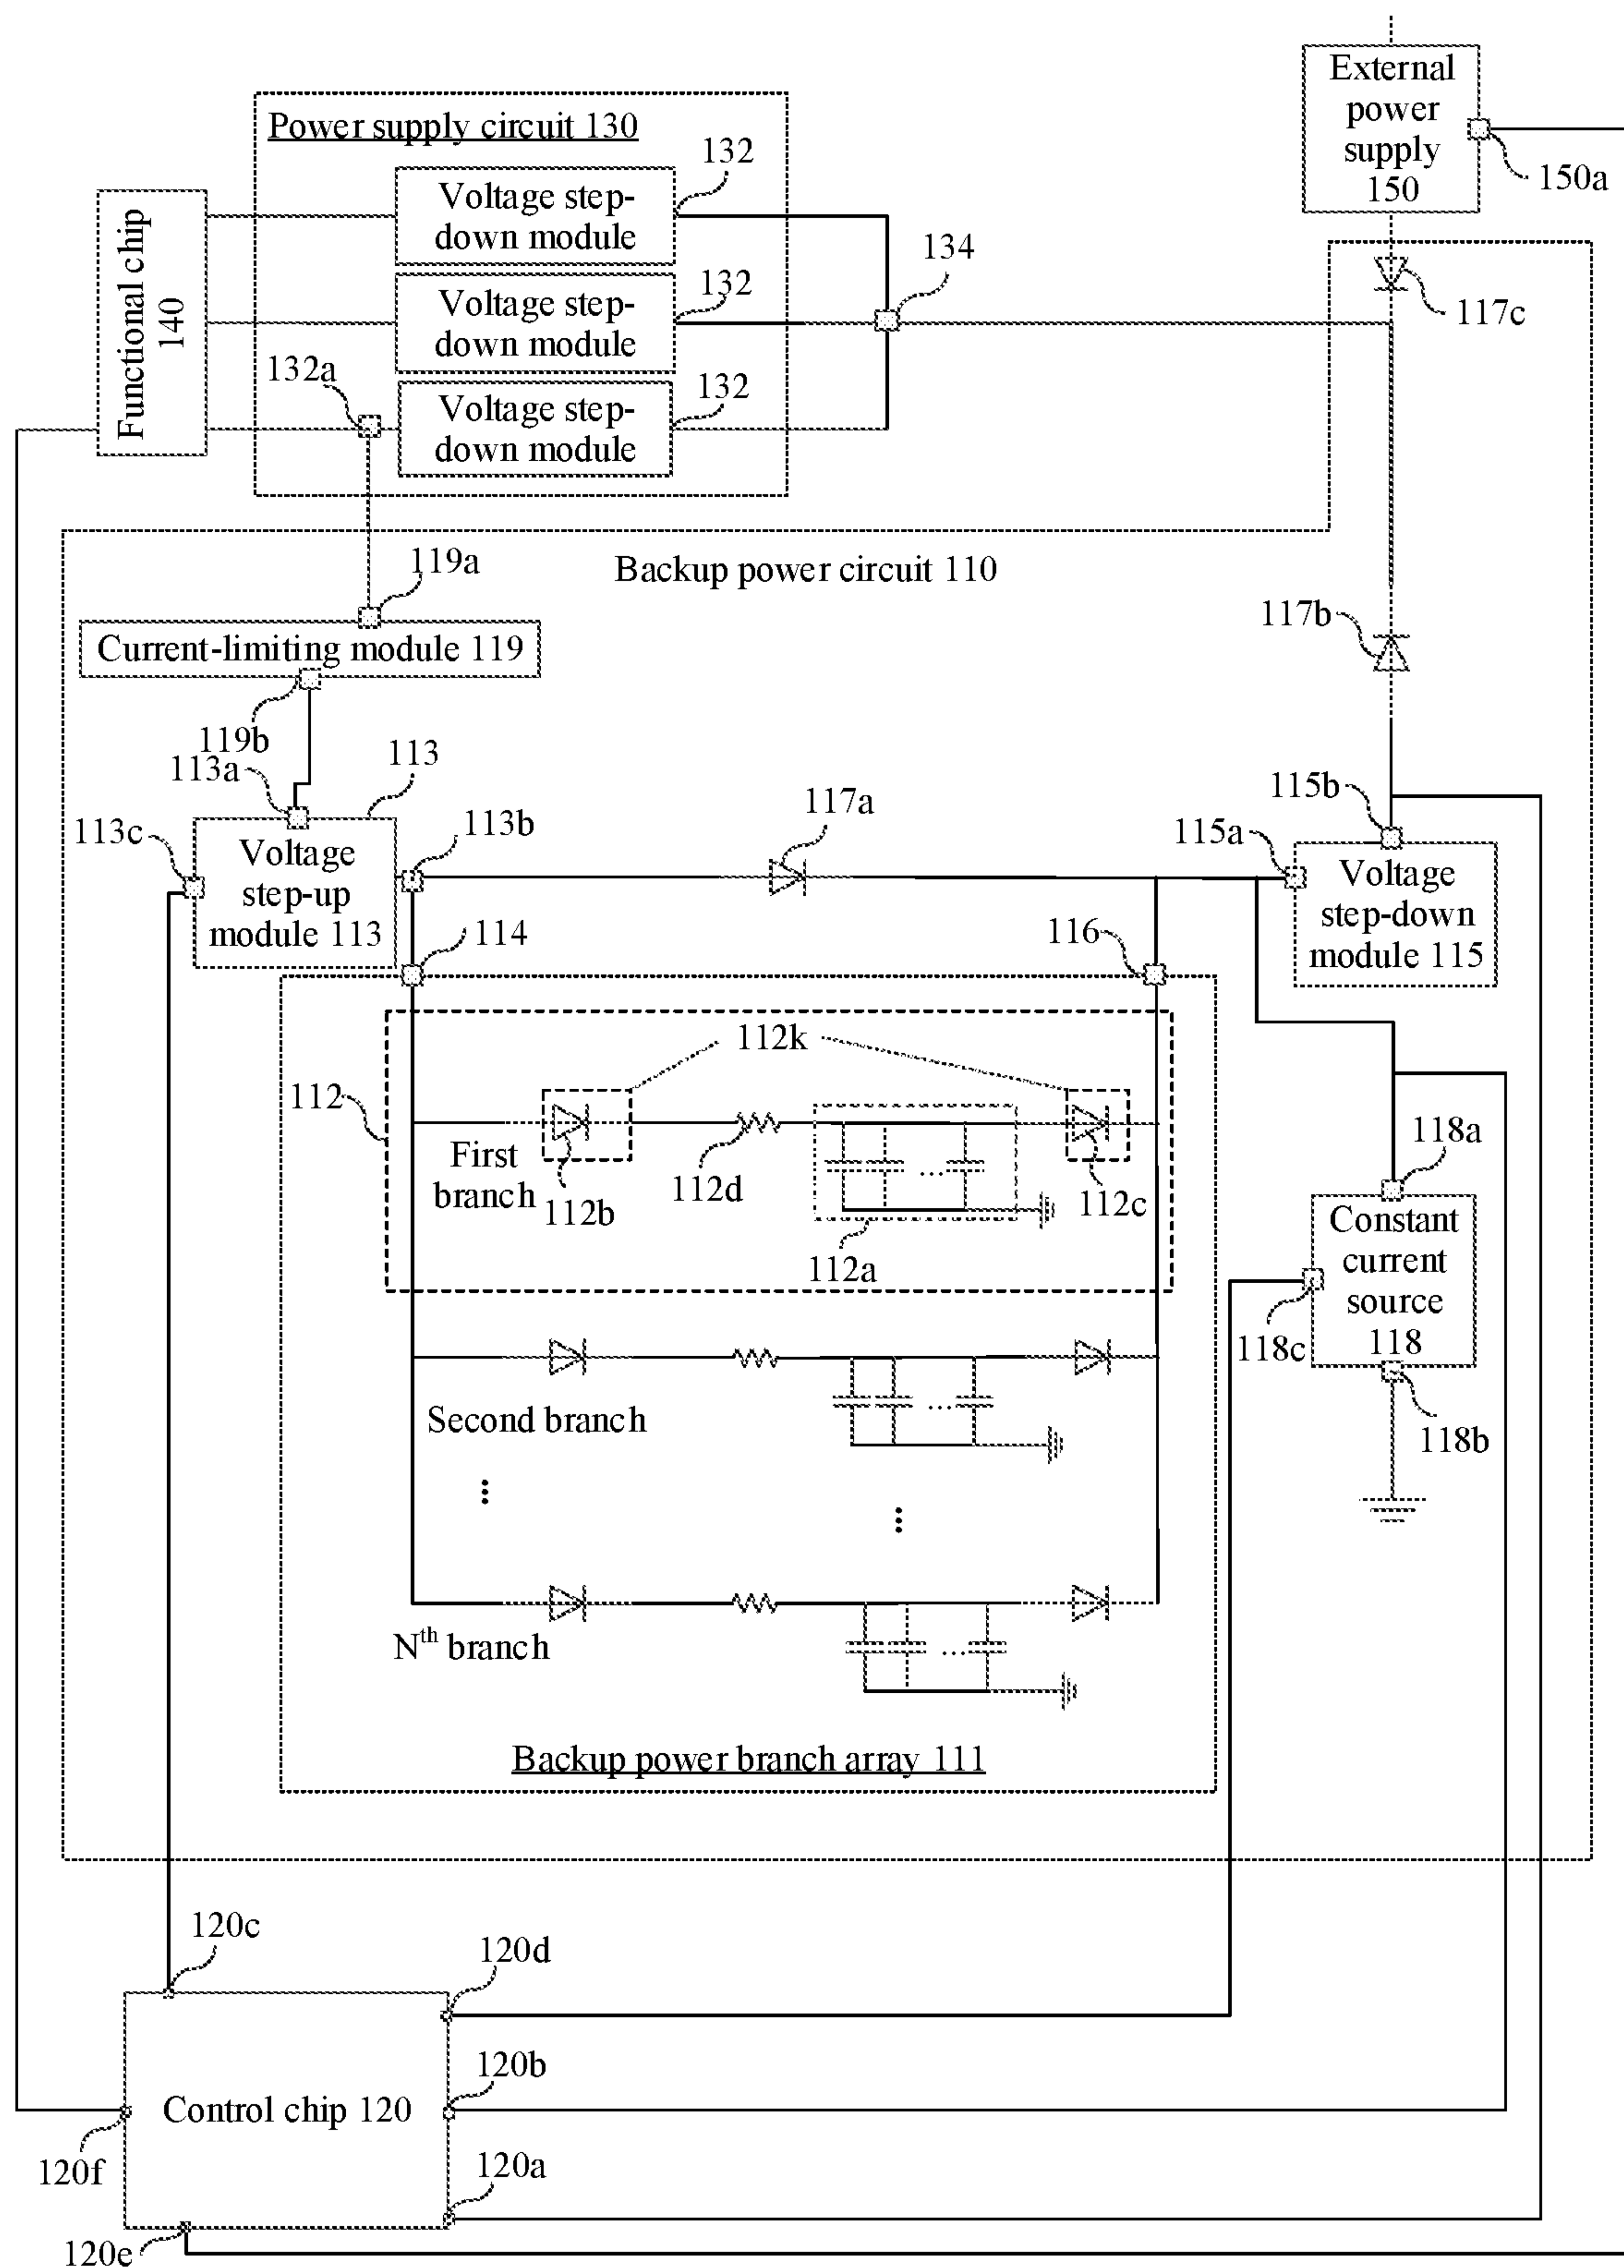 External
power
supply
150
150a
Power supply circuit 130
132
Voltage step-
down module
134
132
Voltage step-
down module
117c
Functional chip
140
132a
132
Voltage step-
down module
119a
Backup power circuit 110
117b
Current-limiting module 119
119b
113a
113
117a
115b
113c
113b
115a
Voltage
step-up
module 113
Voltage
step-down
module 115
114
116
112k
112
First
branch
112b
112d
112c
112a
118a
Constant
current
source
118
118c
118b
Second branch
Nth branch
Backup power branch array 111
120c
120d
120b
Control chip 120
120f
120a
120e